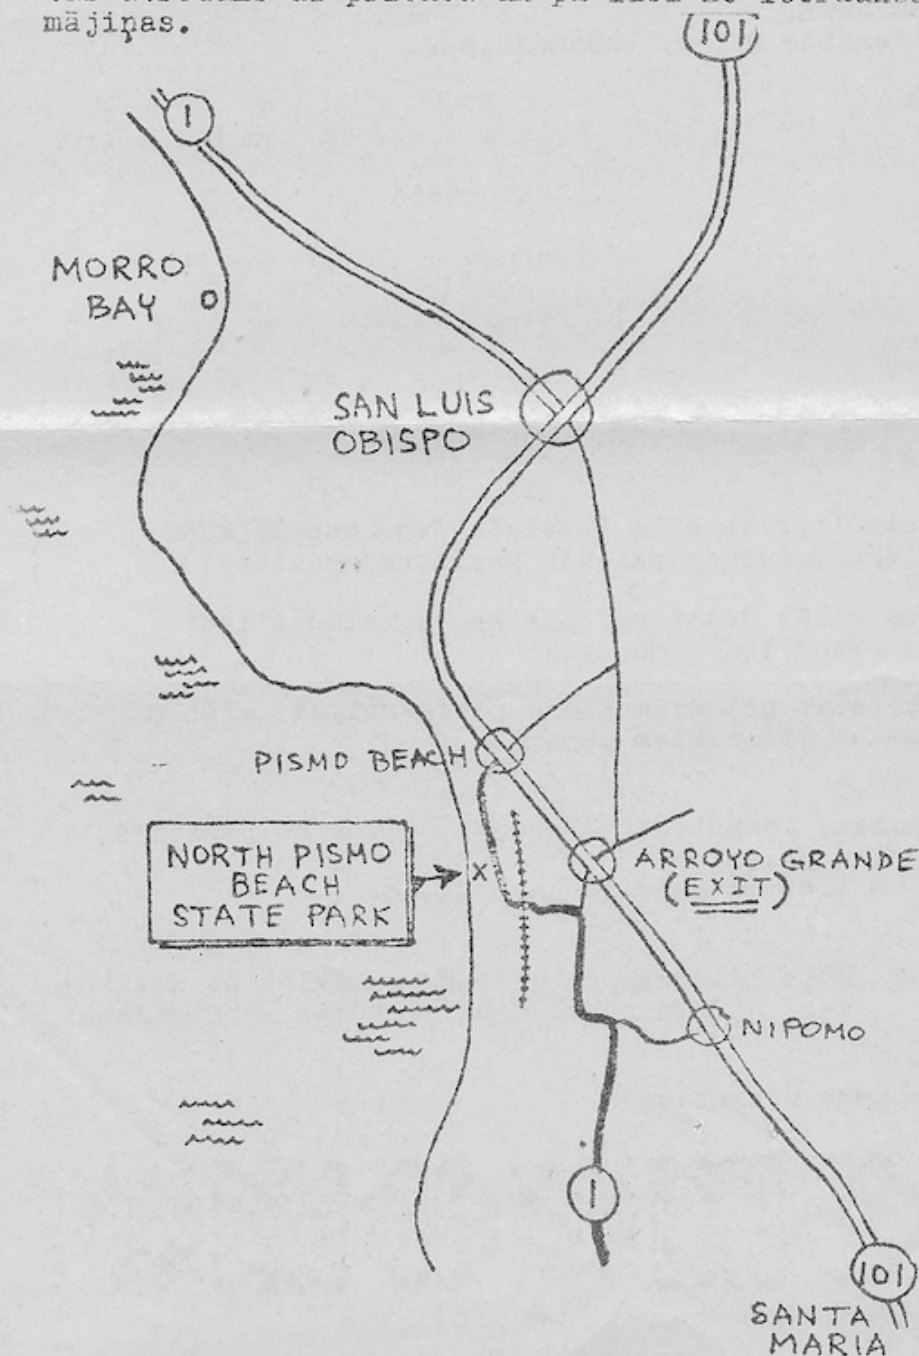 mājiņas.
101
1
MORRO
BAY
SAN LUIS
OBISPO
PISMO BEACH
NORTH PISMO
BEACH
STATE PARK
X
ARROYO GRANDE
(EXIT)
NIPOMO
1
101
SANTA
MARIA